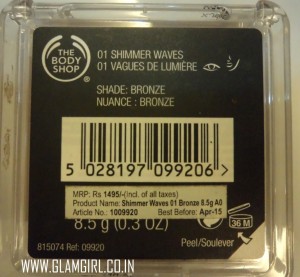 THE
BODY
SHOP
01 SHIMMER WAVES
01 VAGUES DE LUMIÈRE
SHADE: BRONZE
NUANCE : BRONZE
5 028197 099206 >
MRP: Rs 1495/-(Incl. of all taxes)
Product Name: Shimmer Waves 01 Bronze 8.5g A0
Article No.: 1009920 Best Before: Apr-15
8.5 g (0.3 OZ)
36 M
815074 Ref: 09920
Peel/Soulever
WWW.GLAMGIRL.CO.IN